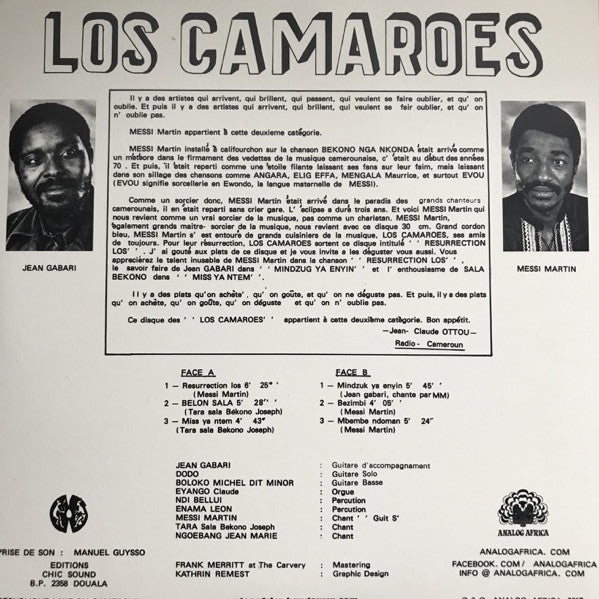 LOS CAMAROES
Il y a des artistes qui arrivent, qui brillent, qui passent, qui veulent se faire oublier, et qu' on
oublie. Et puis il y a des artistes qui arrivent, qui brillent, qui veulent se fair oublier, et qu' on
n' oublie pas.
MESSI Martin appartient à cette deuxieme catégorie.
MESSI Martin installé à califourchon sur la chanson BEKONO NGA NKONDA était arrivé comme
un méteore dans le firmament des vedettes de la musique camerounaise, c' était au début des années
70 . Et puis, 'il était reparti comme une étoile filante laissant ses fans sur leur faim, mais laissant
dans son sillage des chansons comme ANGARA, ELIG EFFA, MENGALA Maurrice, et surtout EVOU
(EVOU signifie sorcellerie en Ewondo, la langue maternelle de MESSI).
Comme un sorcier donc, MESSI Martin était arrivé dans le paradis des grands chanteurs
camerounais, il en était reparti sans crier gare. L' éclipse a duré trois ans. Et voici MESSI Martin qui
nous revient comme un vrai sorcier de la musique, pas comme un charlatan. MESSI Martin,
également grands maitre- sorcier de la musique, nous revient avec ce disque 30 cm. Grand cordon
bleu, MESSI Martin s' est entouré de grands cuisiniers de la musique, LOS CAMAROES, ses amis
de toujours. Pour leur résurrection, LOS CAMAROES sortent ce disque intitulé ' ' RESURRECTION
LOS' ' . J' ai gouté aux plats de ce disque et je vous invite a les déguster vous aussi. Vous
appreciérez le talent inusable de MESSI Martin dans la chanson ' ' RESURRECTION LOS' ' ,
le savoir faire de Jean GABARI dans ' ' MINDZUG YA ENYIN' ' et l' enthousiasme de SALA
BEKONO dans ' ' MISS YA NTEM' ' .
Il y a des plats qu'on achète , qu' on goûte, et qu' on ne déguste pas. Et puis, il y a des plats
qu' on achète, qu' on goûte, qu' on déguste et qu' on n' oublie pas.
Ce disque des ' ' LOS CAMAROES' ' appartient é cette deuxième catégorie. Bon appétit.
—Jean- Claude OTTOU—
Radio - Cameroun
JEAN GABARI
MESSI MARTIN
FACE A
1 — Resurrection los 6' 25'' '
(Messi Martin)
2 — BELON SALA 5' 28'' '
(Tara sala Békono Joseph)
3 — Miss ya ntem 4' 43''
(Tara sala Bekono Joseph)
FACE B
1 — Mindzuk ya enyin 5' 45' '
(Jean gabari, chante par MM)
2 — Bezimbi 4' 05' '
(Messi Martin)
3 — Mbembe ndoman 5' 24''
(Messi Martin)
JEAN GABARI : Guitare d'accompagnament
DODO : Guitare Solo
BOLOKO MICHEL DIT MINOR : Guitare Basse
EYANGO Claude : Orgue
NDI BELLUI : Percution
ENAMA LEON : Percution
MESSI MARTIN : Chant ' ' Guit S'
TARA Sala Bekono Joseph : Chant
NGOEBANG JEAN MARIE : Chant
FRANK MERRITT at The Carvery : Mastering
KATHRIN REMEST : Graphic Design
PRISE DE SON : MANUEL GUYSSO
EDITIONS
CHIC SOUND
B.P. 2358 DOUALA
ANALOG AFRICA
ANALOGAFRICA. COM
FACEBOOK. COM / ANALOGAFRICA
INFO @ ANALOGAFRICA. COM